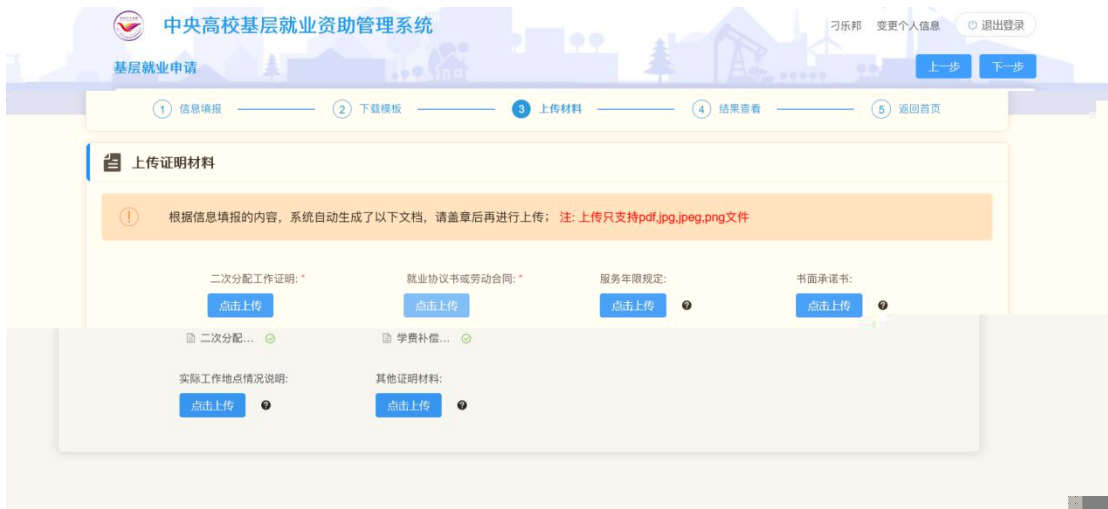 中央高校基层就业资助管理系统
刁乐邦 变更个人信息 退出登录
基层就业申请
上一步 下一步
1 信息填报 2 下载模板 3 上传材料 4 结果查看 5 返回首页
上传证明材料
根据信息填报的内容，系统自动生成了以下文档，请盖章后再进行上传； 注: 上传只支持pdf,jpg,jpeg,png文件
二次分配工作证明: * 就业协议书或劳动合同: * 服务年限规定: 书面承诺书:
点击上传 点击上传 点击上传 点击上传
二次分配... 学费补偿...
实际工作地点情况说明: 其他证明材料:
点击上传 点击上传